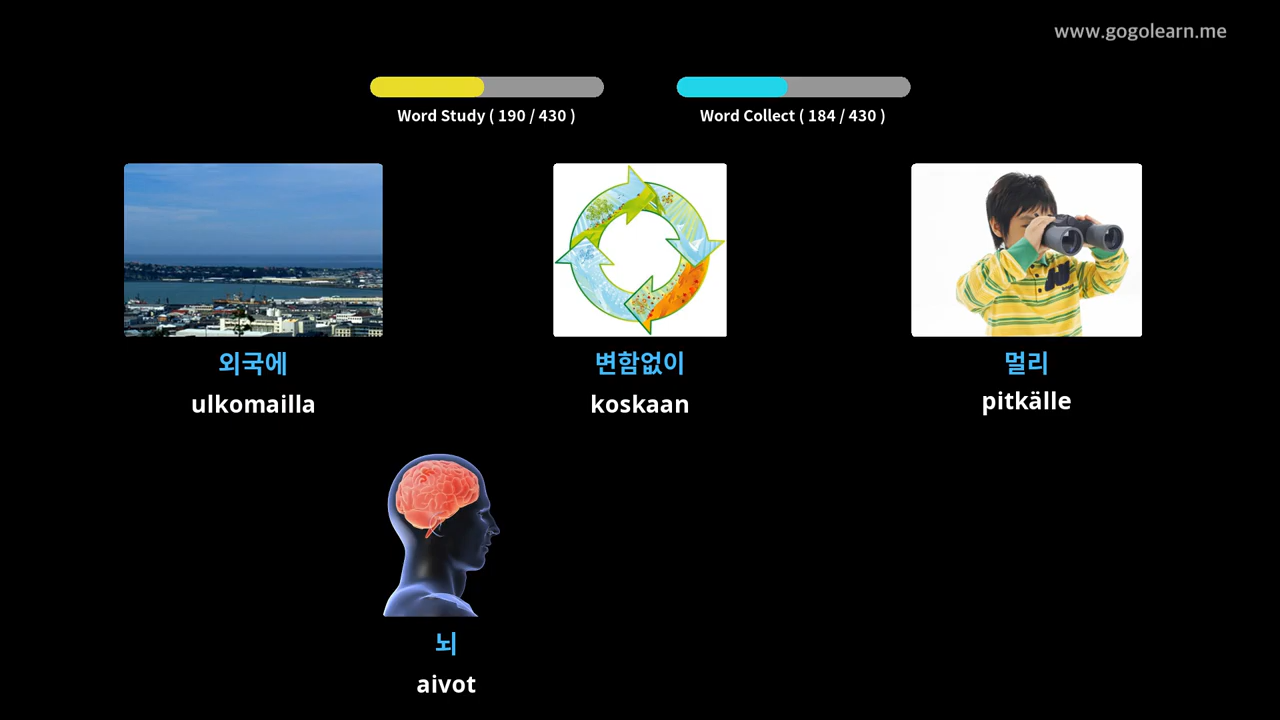 www.gogolearn.me
Word Study ( 190 / 430 )
Word Collect ( 184 / 430 )
외국에
변함없이
멀리
ulkomailla
koskaan
pitkälle
뇌
aivot